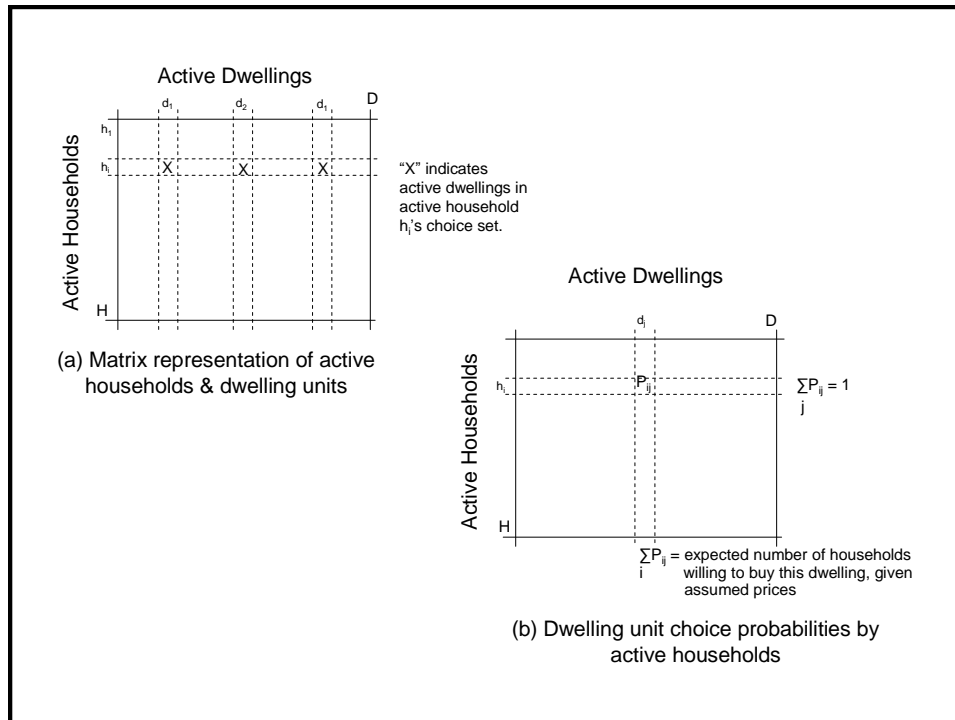 Active Dwellings
d₁ d₂ d₁ D
Active Households
h₁
hᵢ X X X
H
“X” indicates
active dwellings in
active household
hᵢ’s choice set.
(a) Matrix representation of active
households & dwelling units
Active Dwellings
dⱼ D
Active Households
hᵢ Pᵢⱼ
H
∑Pᵢⱼ = 1
j
∑Pᵢⱼ = expected number of households
i willing to buy this dwelling, given
assumed prices
(b) Dwelling unit choice probabilities by
active households